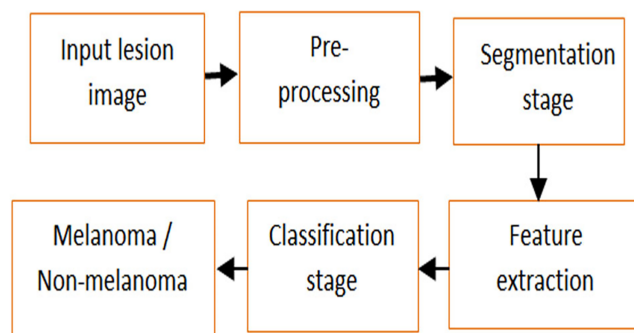 Input lesion
image
Pre-
processing
Segmentation
stage
Feature
extraction
Classification
stage
Melanoma /
Non-melanoma